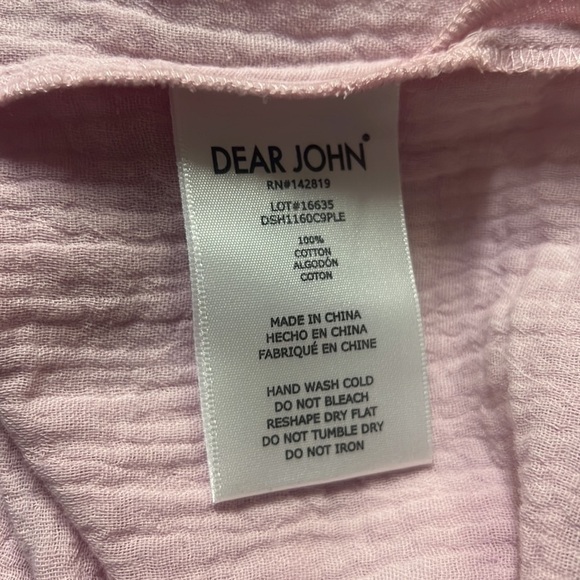 DEAR JOHN®
RN#142819
LOT#16635
DSH1160C9PLE
100%
COTTON
ALGODÓN
COTON
MADE IN CHINA
HECHO EN CHINA
FABRIQUÉ EN CHINE
HAND WASH COLD
DO NOT BLEACH
RESHAPE DRY FLAT
DO NOT TUMBLE DRY
DO NOT IRON